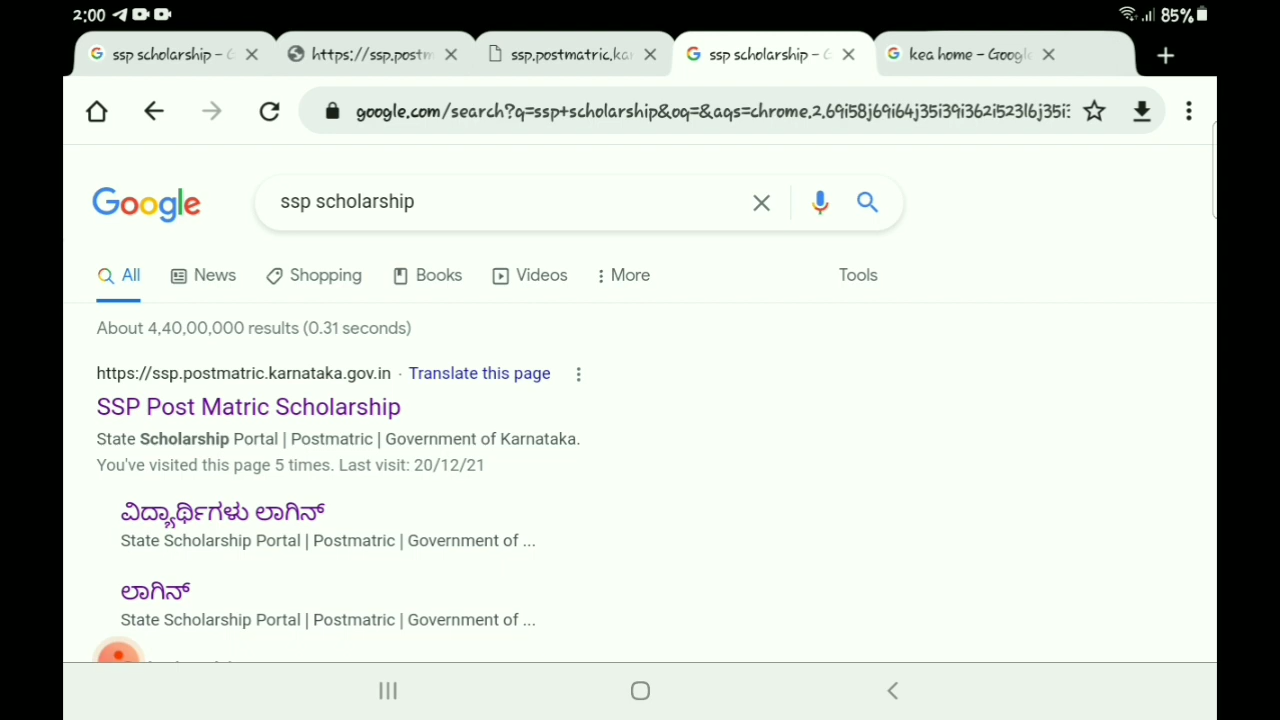 2:00 85%
ssp scholarship - G https://ssp.postm ssp.postmatric.kar ssp scholarship - G kea home - Google
google.com/search?q=ssp+scholarship&oq=&aqs=chrome.2.69i58j69i64j35i39i362i523l6j35i3
Google ssp scholarship
All News Shopping Books Videos More Tools
About 4,40,00,000 results (0.31 seconds)
https://ssp.postmatric.karnataka.gov.in · Translate this page
SSP Post Matric Scholarship
State Scholarship Portal | Postmatric | Government of Karnataka.
You've visited this page 5 times. Last visit: 20/12/21
ವಿದ್ಯಾರ್ಥಿಗಳು ಲಾಗಿನ್
State Scholarship Portal | Postmatric | Government of ...
ಲಾಗಿನ್
State Scholarship Portal | Postmatric | Government of ...